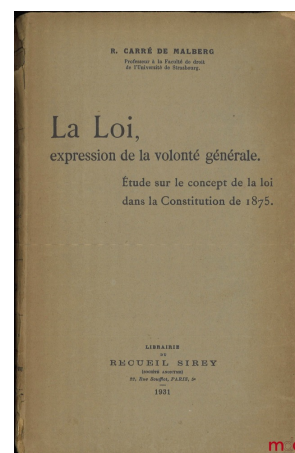 R. CARRÉ DE MALBERG
Professeur à la Faculté de droit
de l'Université de Strasbourg.
La Loi,
expression de la volonté générale.
Étude sur le concept de la loi
dans la Constitution de 1875.
LIBRAIRIE
DU
RECUEIL SIREY
(SOCIÉTÉ ANONYME)
22, Rue Soufflot, PARIS, 5e
1931